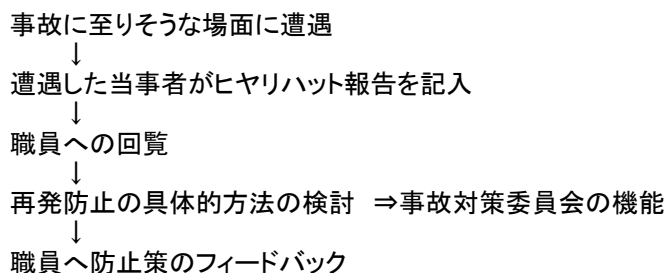 事故に至りそうな場面に遭遇
↓
遭遇した当事者がヒヤリハット報告を記入
↓
職員への回覧
↓
再発防止の具体的方法の検討 ⇒事故対策委員会の機能
↓
職員へ防止策のフィードバック